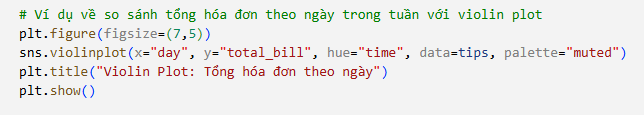 # Ví dụ về so sánh tổng hóa đơn theo ngày trong tuần với violin plot
plt.figure(figsize=(7,5))
sns.violinplot(x="day", y="total_bill", hue="time", data=tips, palette="muted")
plt.title("Violin Plot: Tổng hóa đơn theo ngày")
plt.show()